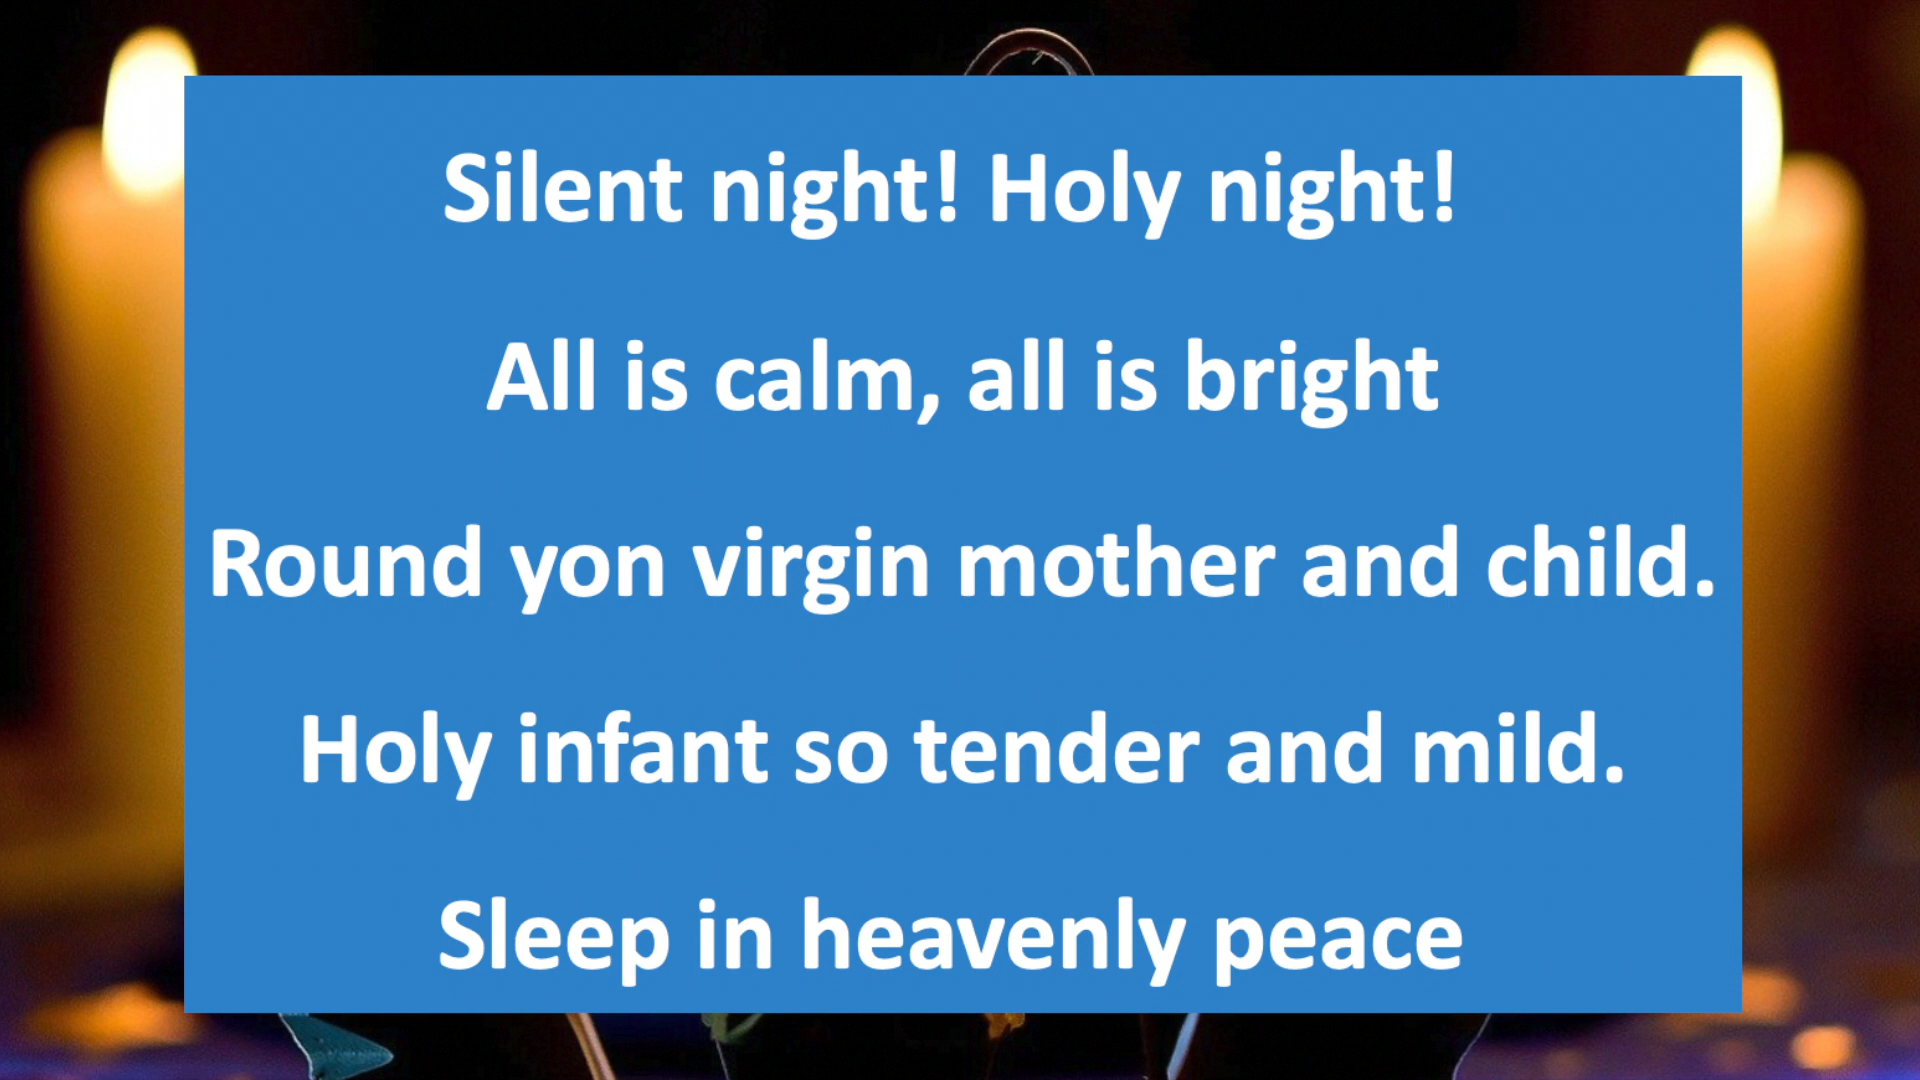 Silent night! Holy night!
All is calm, all is bright
Round yon virgin mother and child.
Holy infant so tender and mild.
Sleep in heavenly peace